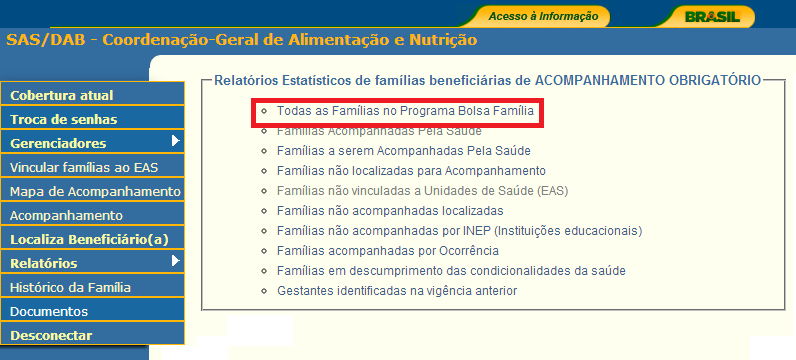 Acesso à Informação
BRASIL
SAS/DAB - Coordenação-Geral de Alimentação e Nutrição
Cobertura atual
Troca de senhas
Gerenciadores
Vincular famílias ao EAS
Mapa de Acompanhamento
Acompanhamento
Localiza Beneficiário(a)
Relatórios
Histórico da Família
Documentos
Desconectar
Relatórios Estatísticos de famílias beneficiárias de ACOMPANHAMENTO OBRIGATÓRIO
Todas as Famílias no Programa Bolsa Família
Famílias Acompanhadas Pela Saúde
Famílias a serem Acompanhadas Pela Saúde
Famílias não localizadas para Acompanhamento
Famílias não vinculadas a Unidades de Saúde (EAS)
Famílias não acompanhadas localizadas
Famílias não acompanhadas por INEP (Instituições educacionais)
Famílias acompanhadas por Ocorrência
Famílias em descumprimento das condicionalidades da saúde
Gestantes identificadas na vigência anterior